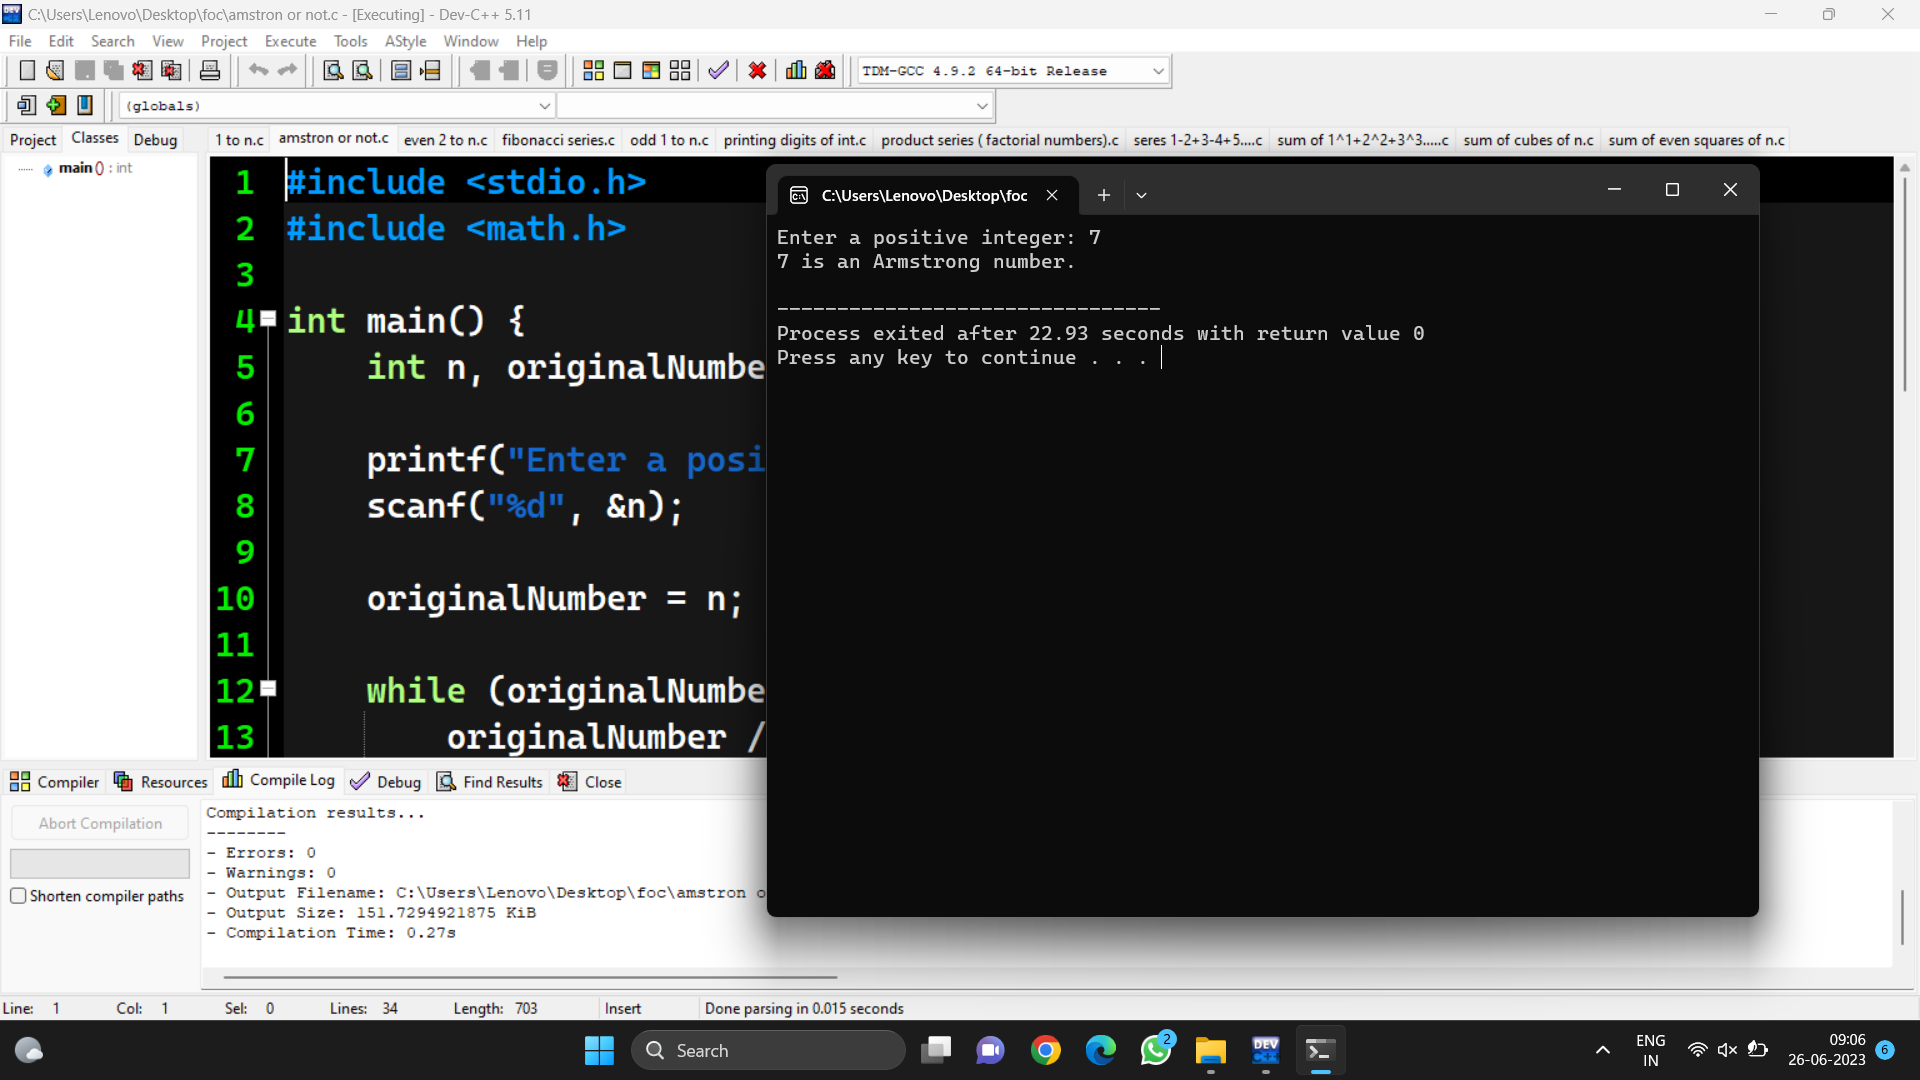 C:\Users\Lenovo\Desktop\foc\amstron or not.c - [Executing] - Dev-C++ 5.11
File Edit Search View Project Execute Tools AStyle Window Help
TDM-GCC 4.9.2 64-bit Release
(globals)
Project Classes Debug
1 to n.c amstron or not.c even 2 to n.c fibonacci series.c odd 1 to n.c printing digits of int.c product series ( factorial numbers).c seres 1-2+3-4+5....c sum of 1^1+2^2+3^3.....c sum of cubes of n.c sum of even squares of n.c
main () : int
1 #include <stdio.h>
2 #include <math.h>
3
4 int main() {
5 int n, originalNumbe
6
7 printf("Enter a posi
8 scanf("%d", &n);
9
10 originalNumber = n;
11
12 while (originalNumbe
13 originalNumber /
C:\Users\Lenovo\Desktop\foc
Enter a positive integer: 7
7 is an Armstrong number.
--------------------------------
Process exited after 22.93 seconds with return value 0
Press any key to continue . . .
Compiler Resources Compile Log Debug Find Results Close
Abort Compilation
Shorten compiler paths
Compilation results...
--------
- Errors: 0
- Warnings: 0
- Output Filename: C:\Users\Lenovo\Desktop\foc\amstron o
- Output Size: 151.7294921875 KiB
- Compilation Time: 0.27s
Line: 1 Col: 1 Sel: 0 Lines: 34 Length: 703 Insert Done parsing in 0.015 seconds
Search
DEV C++
2
ENG
IN
09:06
26-06-2023
6